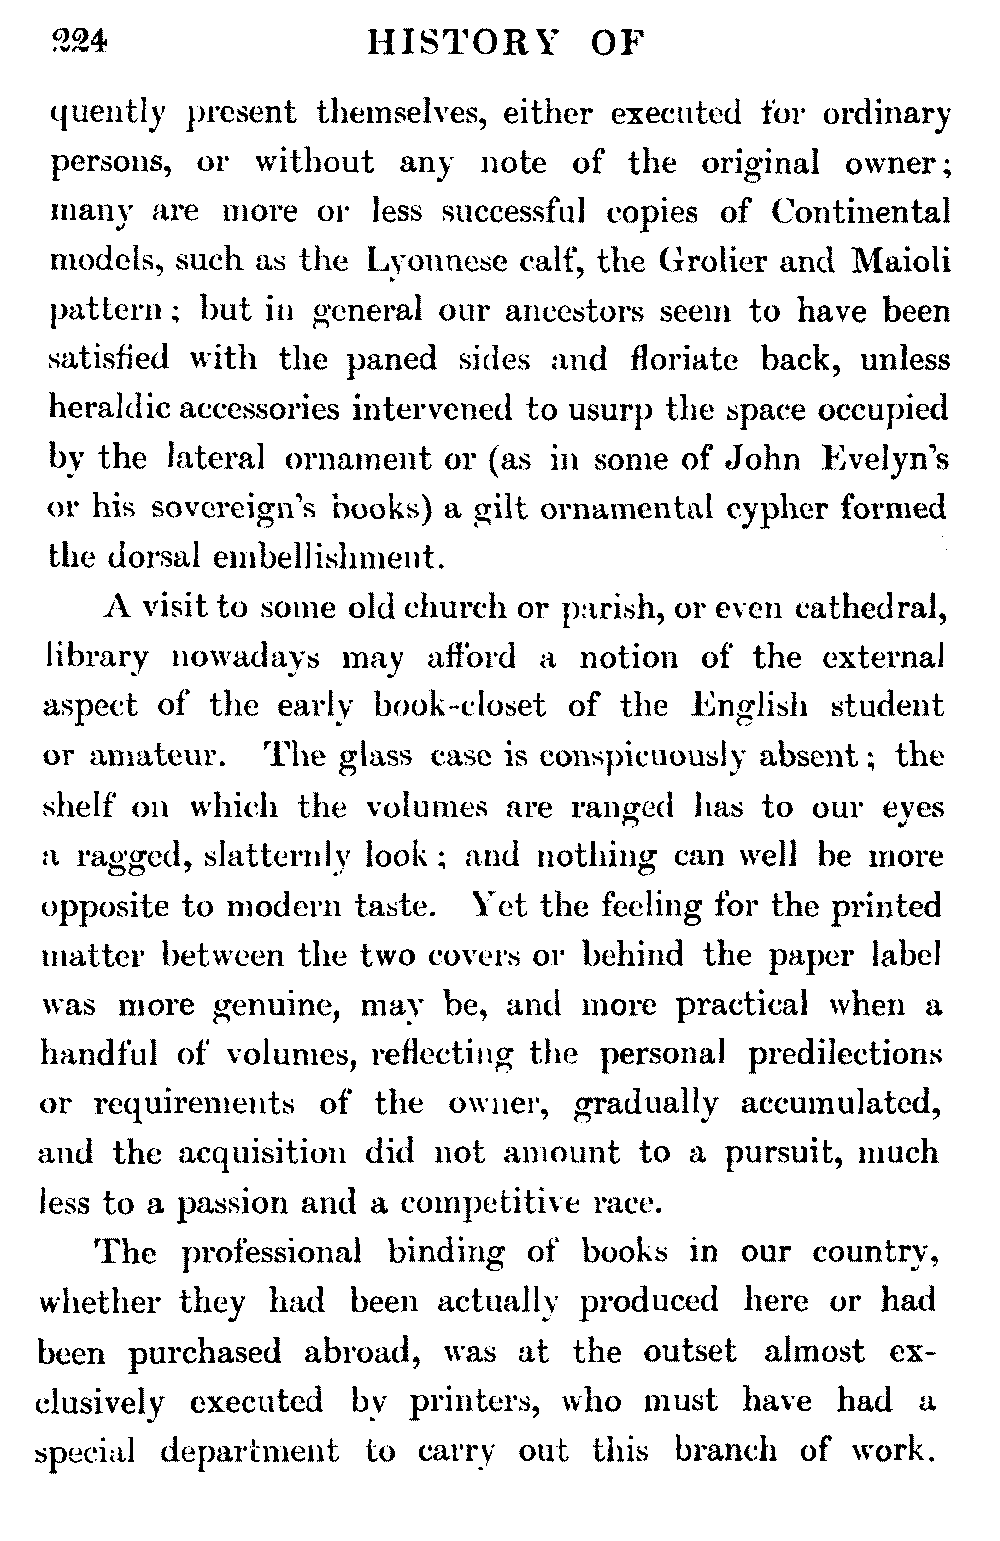 224 HISTORY OF
quently present themselves, either executed for ordinary
persons, or without any note of the original owner;
many are more or less successful copies of Continental
models, such as the Lyonnese calf, the Grolier and Maioli
pattern; but in general our ancestors seem to have been
satisfied with the paned sides and floriate back, unless
heraldic accessories intervened to usurp the space occupied
by the lateral ornament or (as in some of John Evelyn's
or his sovereign's books) a gilt ornamental cypher formed
the dorsal embellishment.
A visit to some old church or parish, or even cathedral,
library nowadays may afford a notion of the external
aspect of the early book-closet of the English student
or amateur. The glass case is conspicuously absent; the
shelf on which the volumes are ranged has to our eyes
a ragged, slatternly look; and nothing can well be more
opposite to modern taste. Yet the feeling for the printed
matter between the two covers or behind the paper label
was more genuine, may be, and more practical when a
handful of volumes, reflecting the personal predilections
or requirements of the owner, gradually accumulated,
and the acquisition did not amount to a pursuit, much
less to a passion and a competitive race.
The professional binding of books in our country,
whether they had been actually produced here or had
been purchased abroad, was at the outset almost ex-
clusively executed by printers, who must have had a
special department to carry out this branch of work.